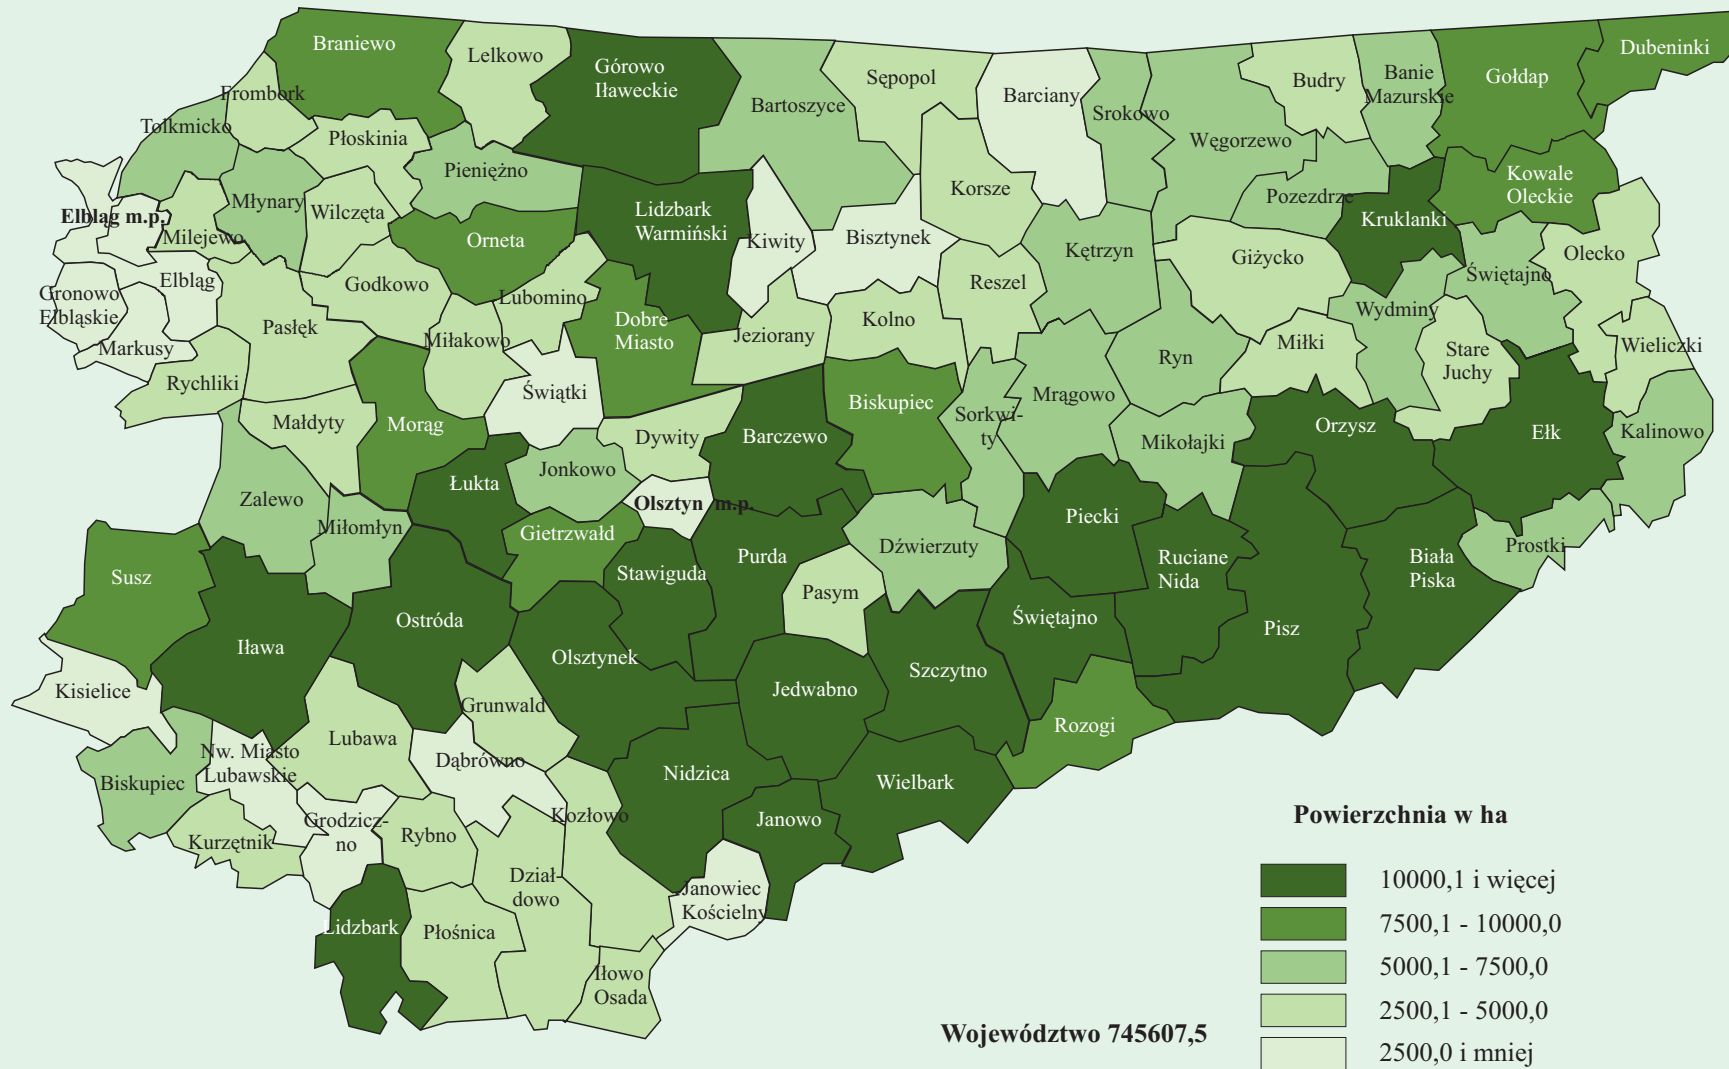 Braniewo
Lelkowo
Górowo
Iławeckie
Bartoszyce
Sępopol
Barciany
Srokowo
Węgorzewo
Budry
Banie
Mazurskie
Gołdap
Dubeninki
Frombork
Tolkmicko
Płoskinia
Pieniężno
Młynary
Wilczęta
Orneta
Lidzbark
Warmiński
Kiwity
Bisztynek
Korsze
Kętrzyn
Pozezdrze
Kruklanki
Kowale
Oleckie
Elbląg m.p.
Milejewo
Elbląg
Gronowo
Elbląskie
Markusy
Rychliki
Pasłęk
Godkowo
Miłakowo
Lubomino
Dobre
Miasto
Jeziorany
Kolno
Reszel
Giżycko
Wydminy
Świętajno
Olecko
Wieliczki
Stare
Juchy
Miłki
Ryn
Mrągowo
Sorkwi-
ty
Biskupiec
Barczewo
Dywity
Świątki
Morąg
Małdyty
Zalewo
Miłomłyn
Łukta
Jonkowo
Olsztyn m.p.
Gietrzwałd
Stawiguda
Purda
Dźwierzuty
Pasym
Piecki
Mikołajki
Orzysz
Ełk
Kalinowo
Prostki
Biała
Piska
Ruciane
Nida
Pisz
Świętajno
Szczytno
Rozogi
Jedwabno
Wielbark
Olsztynek
Ostróda
Iława
Susz
Kisielice
Biskupiec
Nw. Miasto
Lubawskie
Lubawa
Grunwald
Dąbrówno
Nidzica
Janowo
Kozłowo
Kurzętnik
Grodzicz-
no
Rybno
Dział-
dowo
Janowiec
Kościelny
Lidzbark
Płośnica
Iłowo
Osada
Powierzchnia w ha
10000,1 i więcej
7500,1 - 10000,0
5000,1 - 7500,0
2500,1 - 5000,0
2500,0 i mniej
Województwo 745607,5